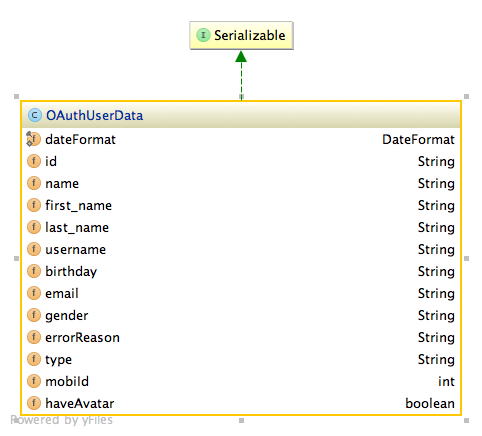 I Serializable
C OAuthUserData
f dateFormat DateFormat
f id String
f name String
f first_name String
f last_name String
f username String
f birthday String
f email String
f gender String
f errorReason String
f type String
f mobId int
f haveAvatar boolean
Powered by yFiles